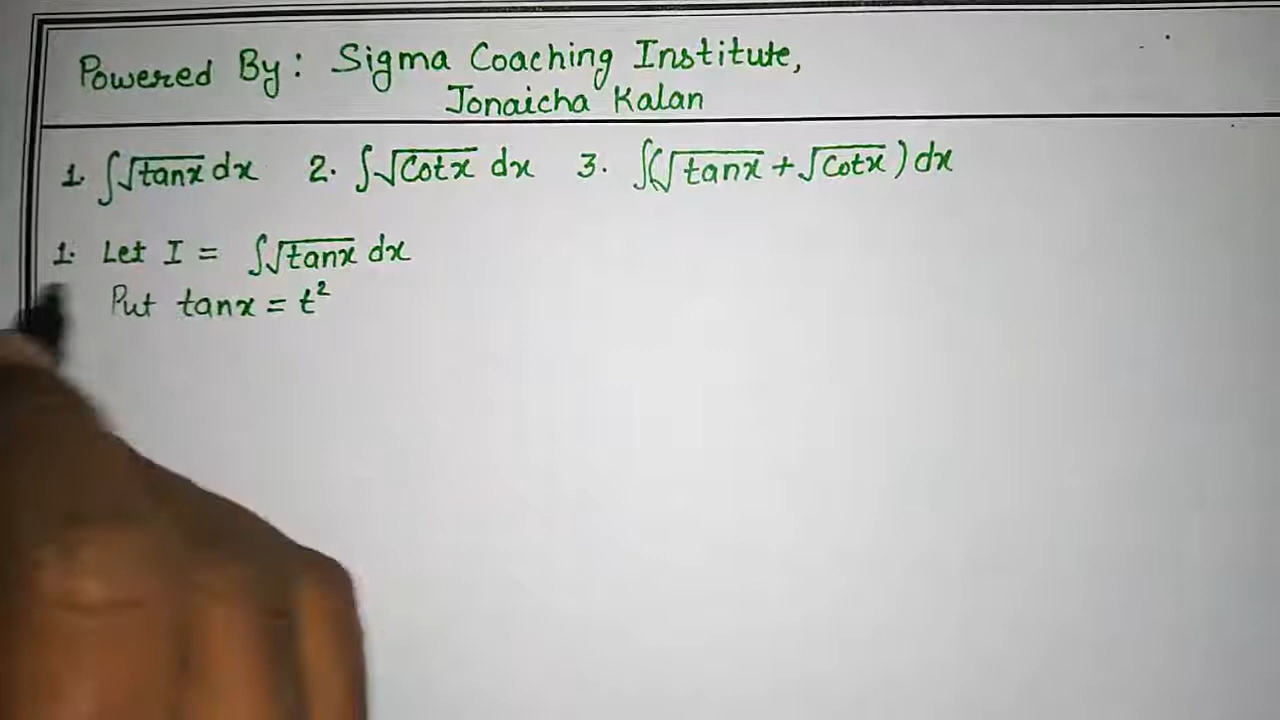 Powered By: Sigma Coaching Institute,
Jonaicha Kalan
1. ∫√tanx dx 2. ∫√Cotx dx 3. ∫(√tanx + √Cotx) dx
1. Let I = ∫√tanx dx
Put tanx = t²